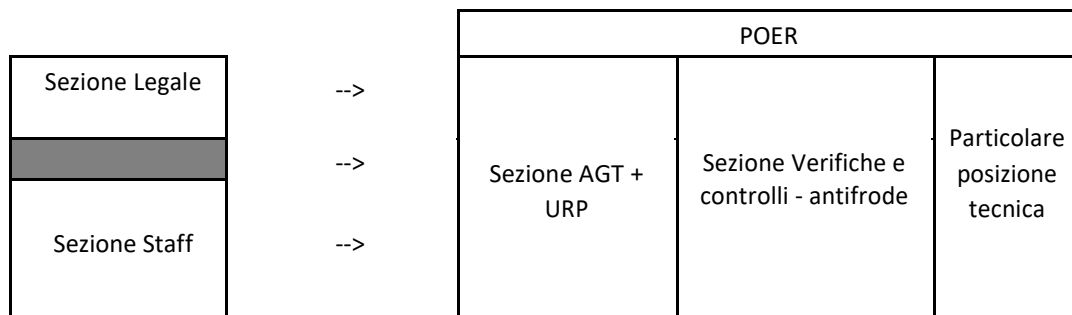 POER
Sezione Legale
-->
-->
Sezione AGT +
URP
Sezione Verifiche e
controlli - antifrode
Particolare
posizione
tecnica
Sezione Staff
-->